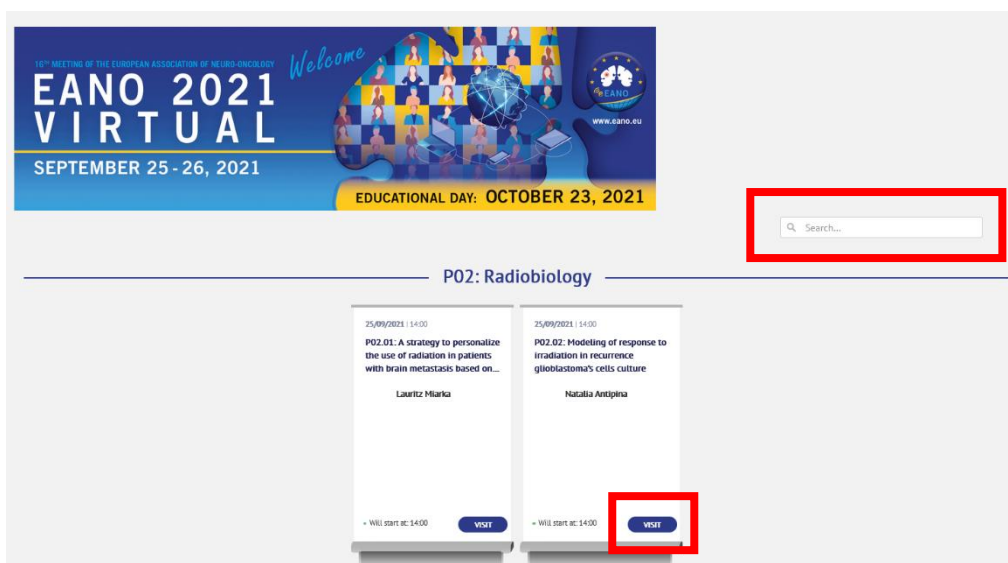 Welcome
16TH MEETING OF THE EUROPEAN ASSOCIATION OF NEURO-ONCOLOGY
EANO 2021
VIRTUAL
SEPTEMBER 25-26, 2021
EANO
www.eano.eu
EDUCATIONAL DAY: OCTOBER 23, 2021
Search...
P02: Radiobiology
25/09/2021 | 14:00
P02.01: A strategy to personalize
the use of radiation in patients
with brain metastasis based on...
Lauritz Miarka
Will start at: 14:00
VISIT
25/09/2021 | 14:00
P02.02: Modeling of response to
irradiation in recurrence
glioblastoma's cells culture
Natalia Antipina
Will start at: 14:00
VISIT